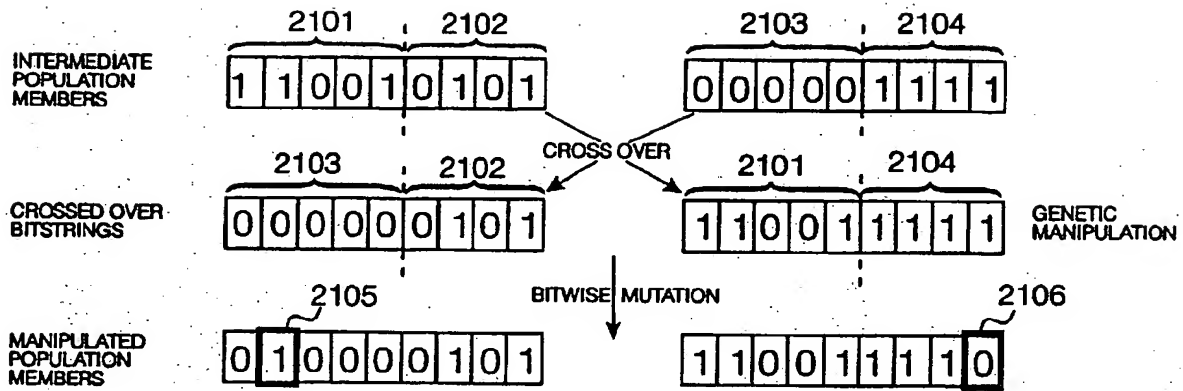 2101 2102 2103 2104
INTERMEDIATE
POPULATION
MEMBERS
1 1 0 0 1 0 1 0 1
0 0 0 0 0 1 1 1 1
CROSS OVER
2103 2102 2101 2104
CROSSED OVER
BITSTRINGS
0 0 0 0 0 0 1 0 1
1 1 0 0 1 1 1 1 1
GENETIC
MANIPULATION
2105 BITWISE MUTATION 2106
MANIPULATED
POPULATION
MEMBERS
0 1 0 0 0 0 1 0 1
1 1 0 0 1 1 1 1 0